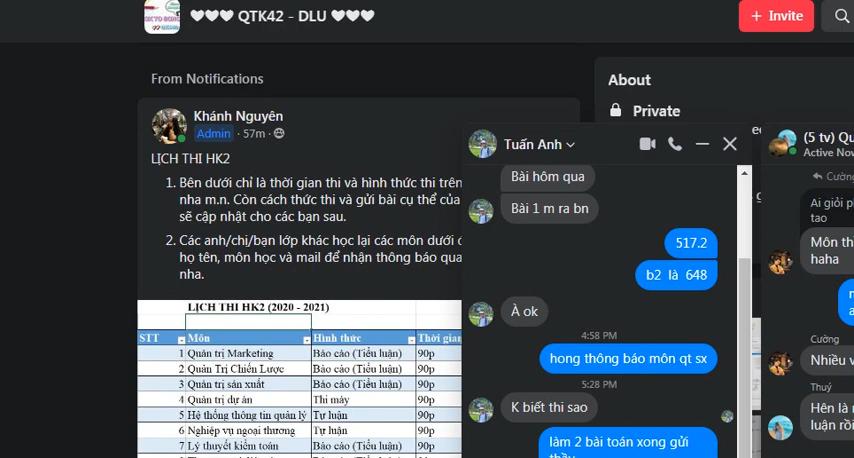 ♥♥♥ QTK42 - DLU ♥♥♥
+ Invite
From Notifications
Khánh Nguyên
Admin · 57m ·
LỊCH THI HK2
1. Bên dưới chỉ là thời gian thi và hình thức thi trên
nha m.n. Còn cách thức thi và gửi bài cụ thể của
sẽ cập nhật cho các bạn sau.
2. Các anh/chị/bạn lớp khác học lại các môn dưới
họ tên, môn học và mail để nhận thông báo qua
nha.
LỊCH THI HK2 (2020 - 2021)
STT Môn Hình thức Thời gian
1 Quản trị Marketing Báo cáo (Tiểu luận) 90p
2 Quản Trị Chiến Lược Báo cáo (Tiểu luận) 90p
3 Quản trị sản xuất Báo cáo (Tiểu luận) 90p
4 Quản trị dự án Thi máy 90p
5 Hệ thống thông tin quản lý Tự luận 90p
6 Nghiệp vụ ngoại thương Tự luận 90p
7 Lý thuyết kiểm toán Báo cáo (Tiểu luận) 90p
About
Private
Tuấn Anh
Bài hôm qua
Bài 1 m ra bn
517.2
b2 là 648
À ok
4:58 PM
hong thông báo môn qt sx
5:28 PM
K biết thi sao
làm 2 bài toán xong gửi
thầy
(5 tv) Qu
Active Now
Cường
Ai giỏi
tao
Môn th
haha
Cường
Nhiều v
Thuý
Hên là
luận rồi